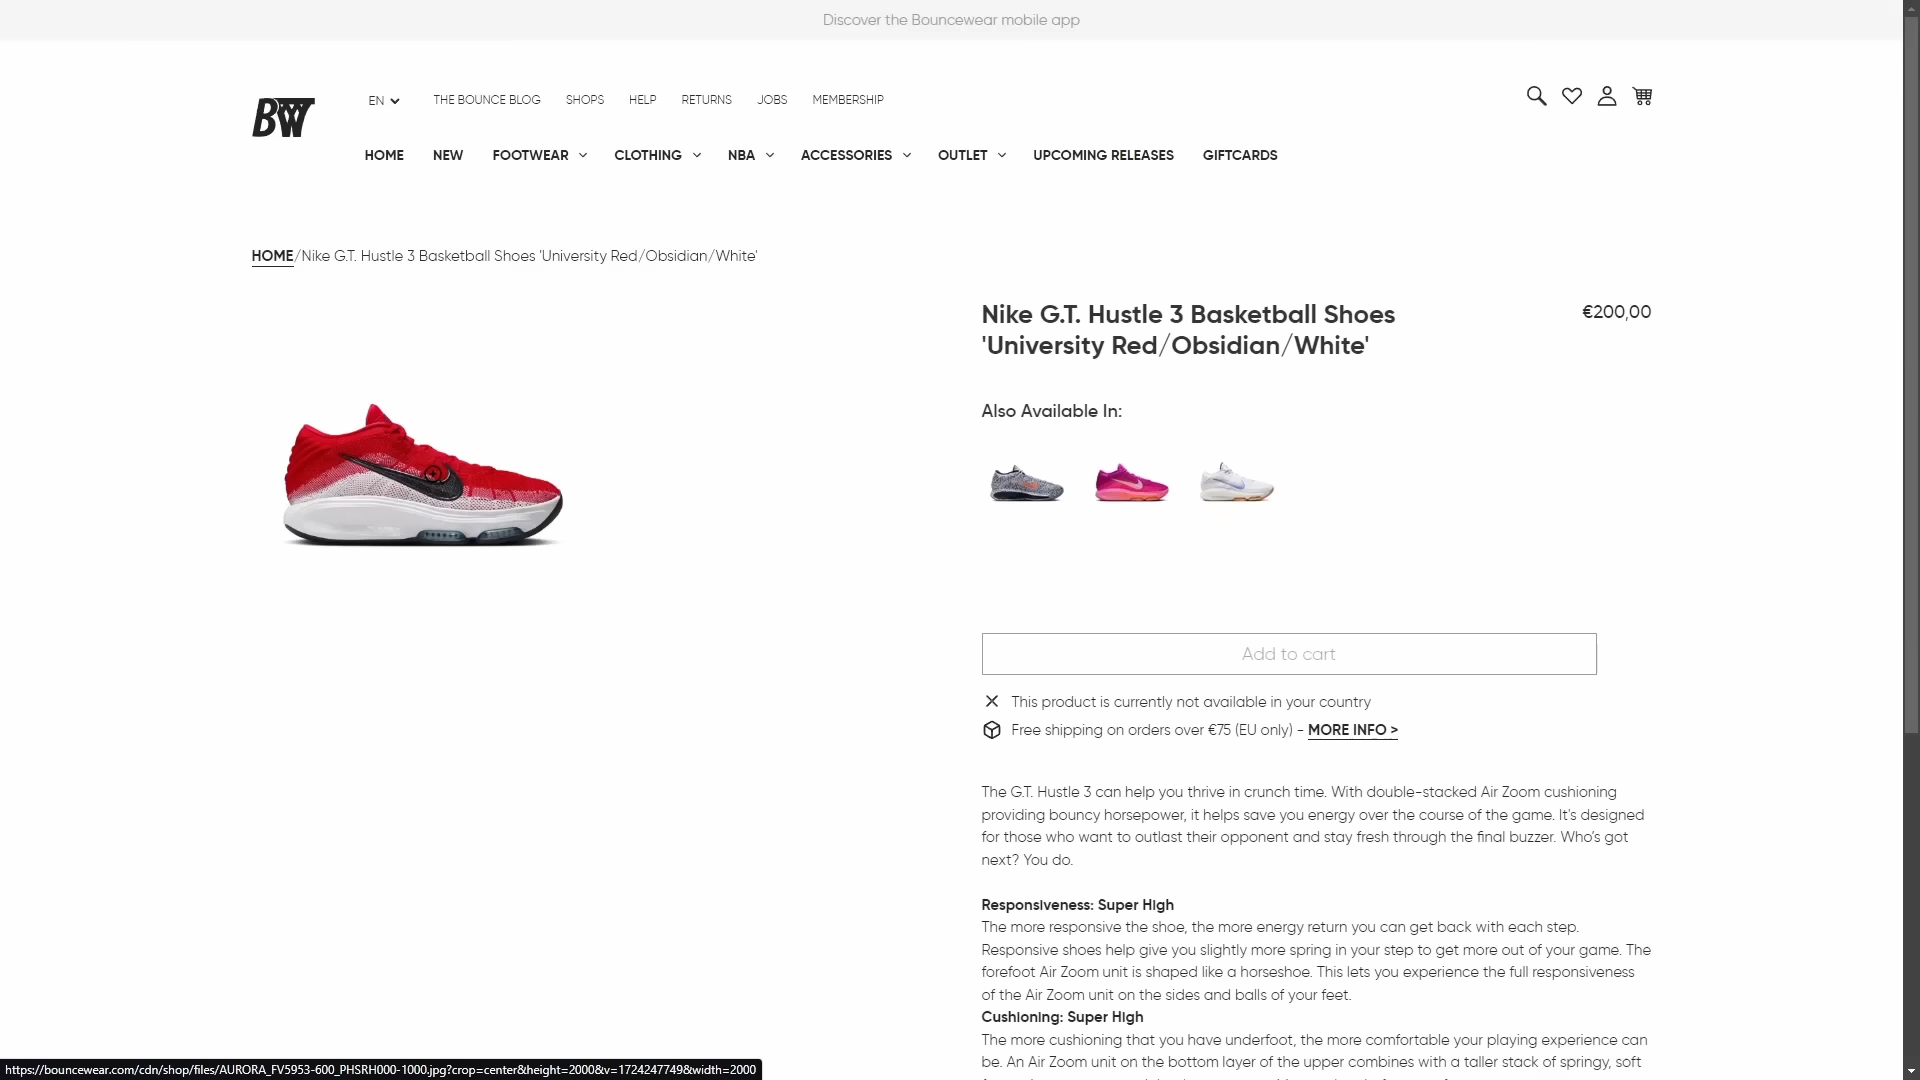 Discover the Bouncewear mobile app
BW
EN
THE BOUNCE BLOG
SHOPS
HELP
RETURNS
JOBS
MEMBERSHIP
HOME
NEW
FOOTWEAR
CLOTHING
NBA
ACCESSORIES
OUTLET
UPCOMING RELEASES
GIFTCARDS
HOME/Nike G.T. Hustle 3 Basketball Shoes 'University Red/Obsidian/White'
Nike G.T. Hustle 3 Basketball Shoes
'University Red/Obsidian/White'
€200,00
Also Available In:
Add to cart
This product is currently not available in your country
Free shipping on orders over €75 (EU only) - MORE INFO >
The G.T. Hustle 3 can help you thrive in crunch time. With double-stacked Air Zoom cushioning
providing bouncy horsepower, it helps save you energy over the course of the game. It's designed
for those who want to outlast their opponent and stay fresh through the final buzzer. Who's got
next? You do.
Responsiveness: Super High
The more responsive the shoe, the more energy return you can get back with each step.
Responsive shoes help give you slightly more spring in your step to get more out of your game. The
forefoot Air Zoom unit is shaped like a horseshoe. This lets you experience the full responsiveness
of the Air Zoom unit on the sides and balls of your feet.
Cushioning: Super High
The more cushioning that you have underfoot, the more comfortable your playing experience can
be. An Air Zoom unit on the bottom layer of the upper combines with a taller stack of springy, soft
https://bouncewear.com/cdn/shop/files/AURORA_FV5953-600_PHSRH000-1000.jpg?crop=center&height=2000&v=1724247749&width=2000